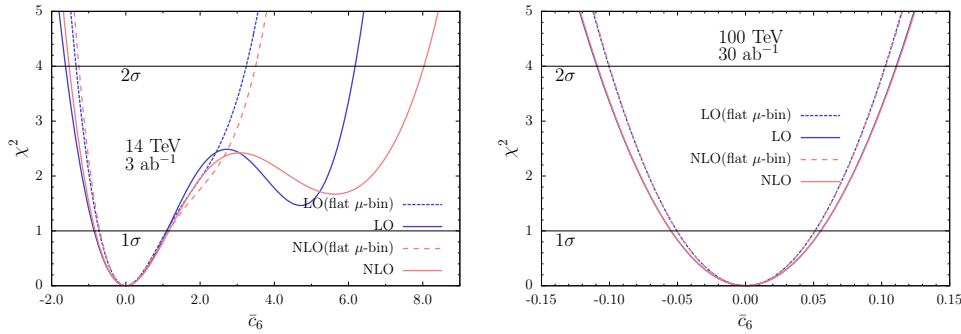 5
4
3
2
1
0
χ²
2σ
14 TeV
3 ab⁻¹
1σ
LO(flat μ-bin)
LO
NLO(flat μ-bin)
NLO
-2.0 0.0 2.0 4.0 6.0 8.0
c̄₆
5
4
3
2
1
0
χ²
100 TeV
30 ab⁻¹
2σ
LO(flat μ-bin)
LO
NLO(flat μ-bin)
NLO
1σ
-0.15 -0.10 -0.05 0.00 0.05 0.10 0.15
c̄₆